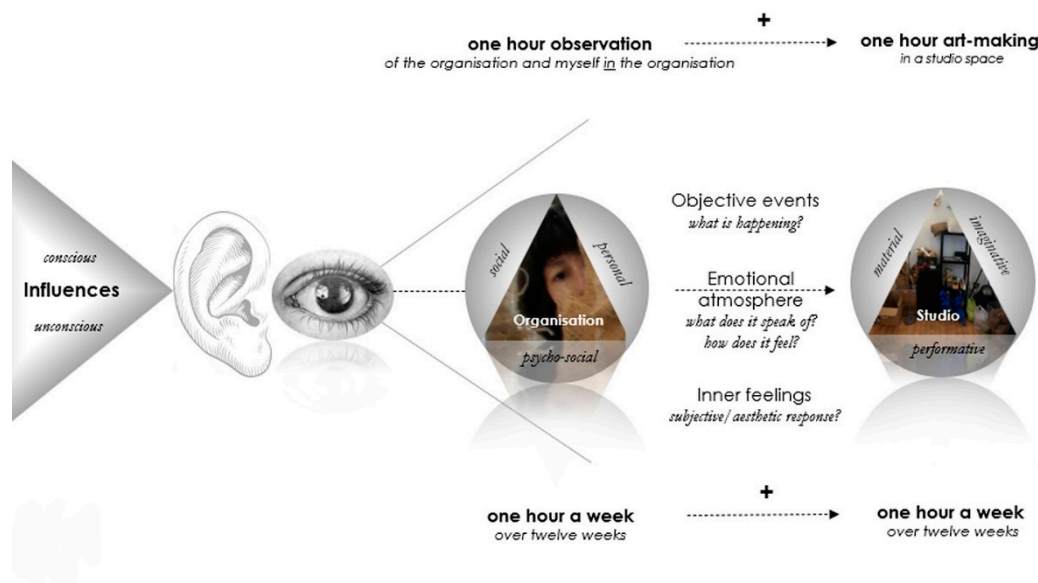 +
one hour observation
of the organisation and myself in the organisation
one hour art-making
in a studio space
conscious
Influences
unconscious
social
personal
Organisation
psycho-social
Objective events
what is happening?
Emotional
atmosphere
what does it speak of?
how does it feel?
Inner feelings
subjective/ aesthetic response?
material
imaginative
Studio
performative
+
one hour a week
over twelve weeks
one hour a week
over twelve weeks